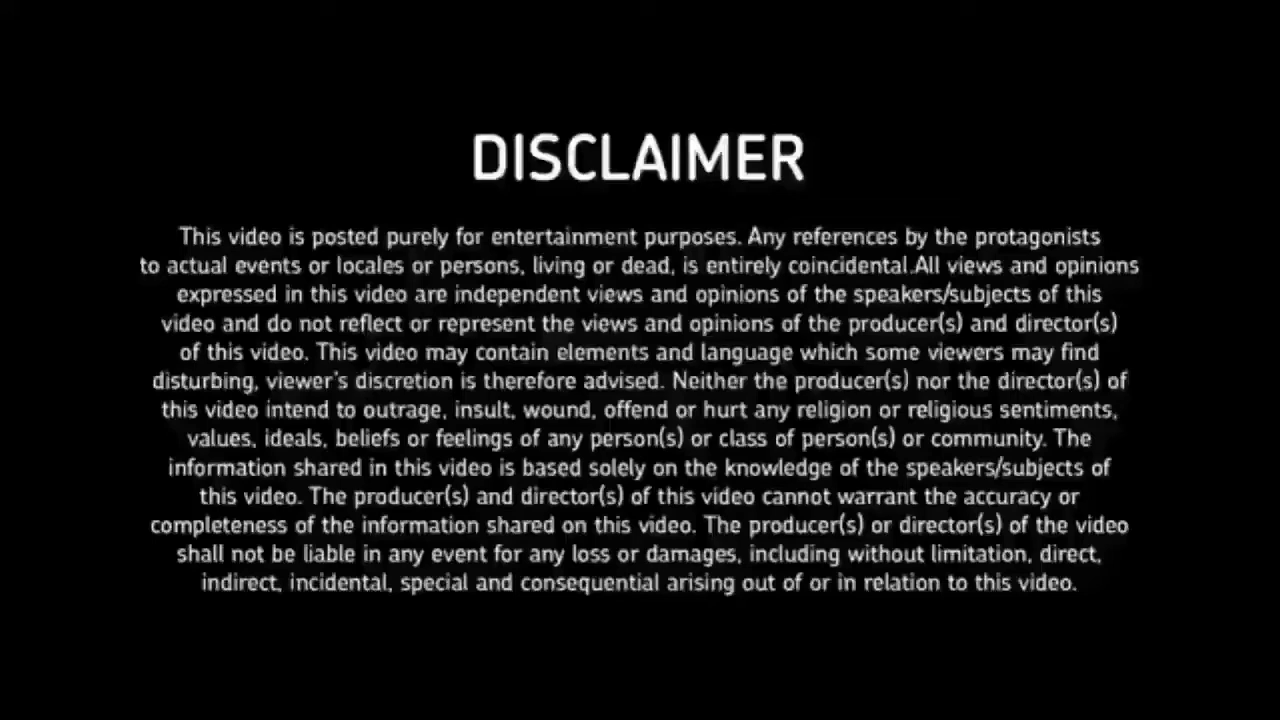 DISCLAIMER
This video is posted purely for entertainment purposes. Any references by the protagonists
to actual events or locales or persons, living or dead, is entirely coincidental.All views and opinions
expressed in this video are independent views and opinions of the speakers/subjects of this
video and do not reflect or represent the views and opinions of the producer(s) and director(s)
of this video. This video may contain elements and language which some viewers may find
disturbing, viewer's discretion is therefore advised. Neither the producer(s) nor the director(s) of
this video intend to outrage, insult, wound, offend or hurt any religion or religious sentiments,
values, ideals, beliefs or feelings of any person(s) or class of person(s) or community. The
information shared in this video is based solely on the knowledge of the speakers/subjects of
this video. The producer(s) and director(s) of this video cannot warrant the accuracy or
completeness of the information shared on this video. The producer(s) or director(s) of the video
shall not be liable in any event for any loss or damages, including without limitation, direct,
indirect, incidental, special and consequential arising out of or in relation to this video.